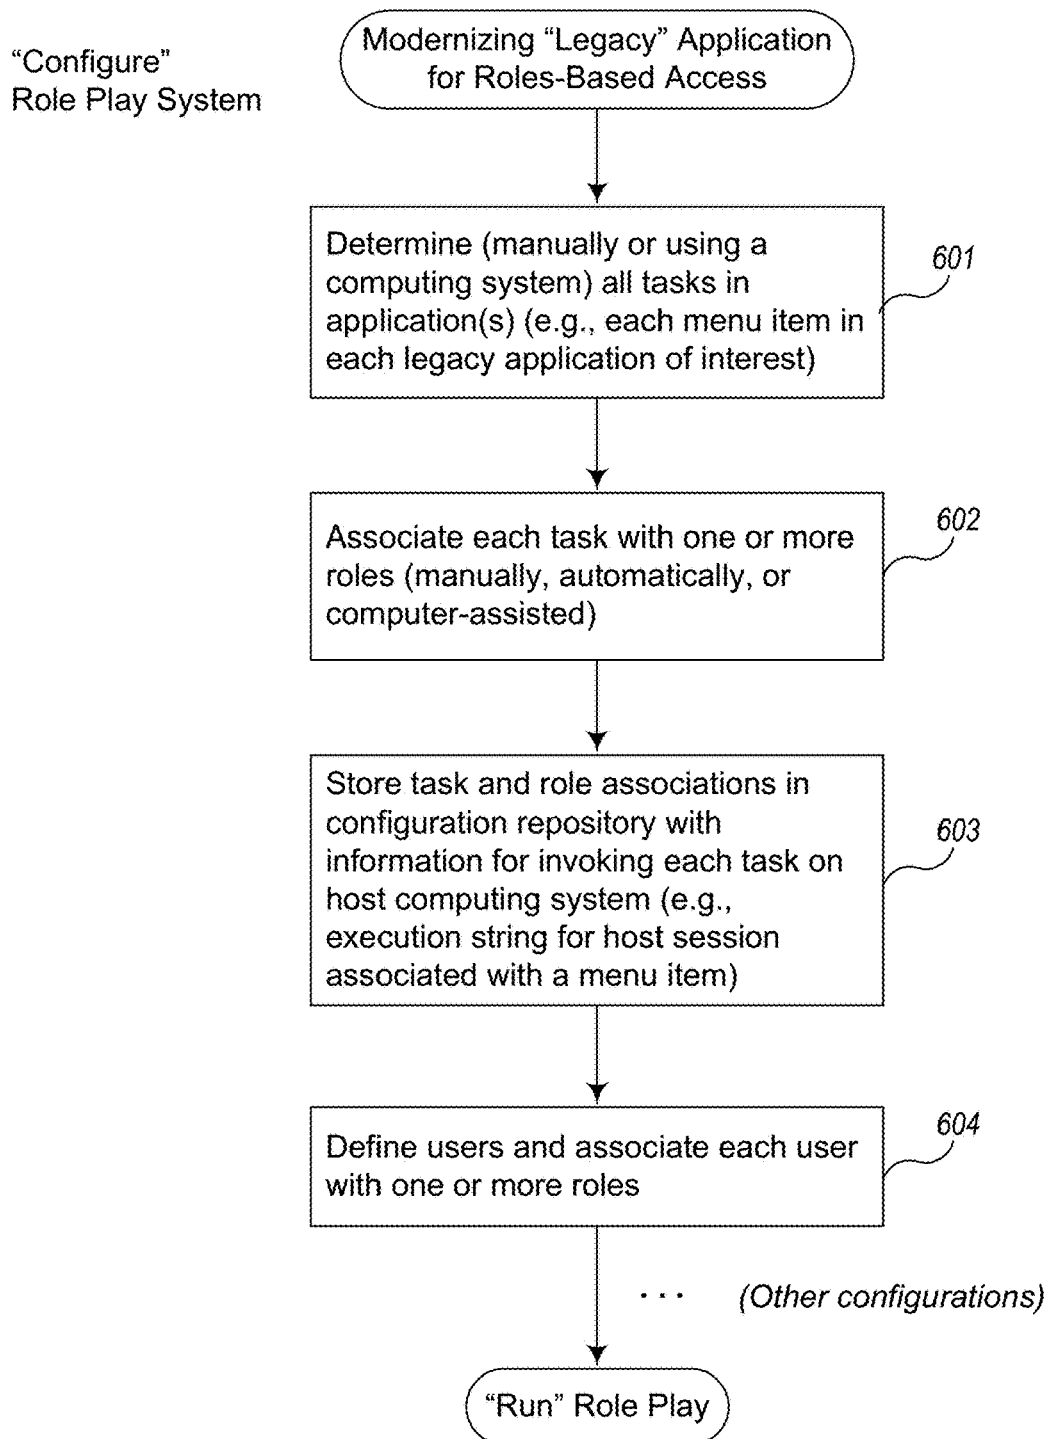 “Configure”
Role Play System
Modernizing “Legacy” Application
for Roles-Based Access
Determine (manually or using a
computing system) all tasks in
application(s) (e.g., each menu item in
each legacy application of interest)
601
Associate each task with one or more
roles (manually, automatically, or
computer-assisted)
602
Store task and role associations in
configuration repository with
information for invoking each task on
host computing system (e.g.,
execution string for host session
associated with a menu item)
603
Define users and associate each user
with one or more roles
604
... (Other configurations)
“Run” Role Play